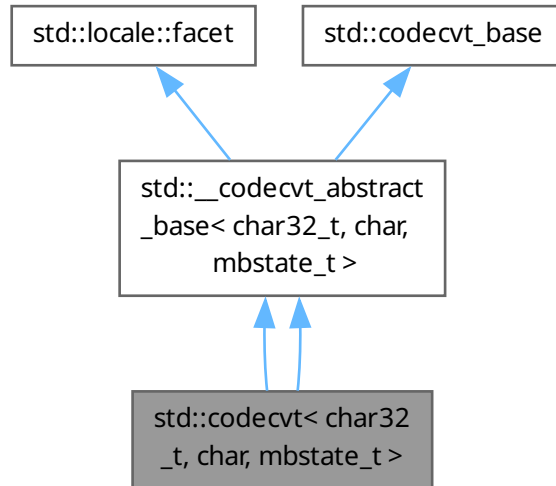 std::locale::facet
std::codecvt_base
std::__codecvt_abstract
_base< char32_t, char,
mbstate_t >
std::codecvt< char32
_t, char, mbstate_t >